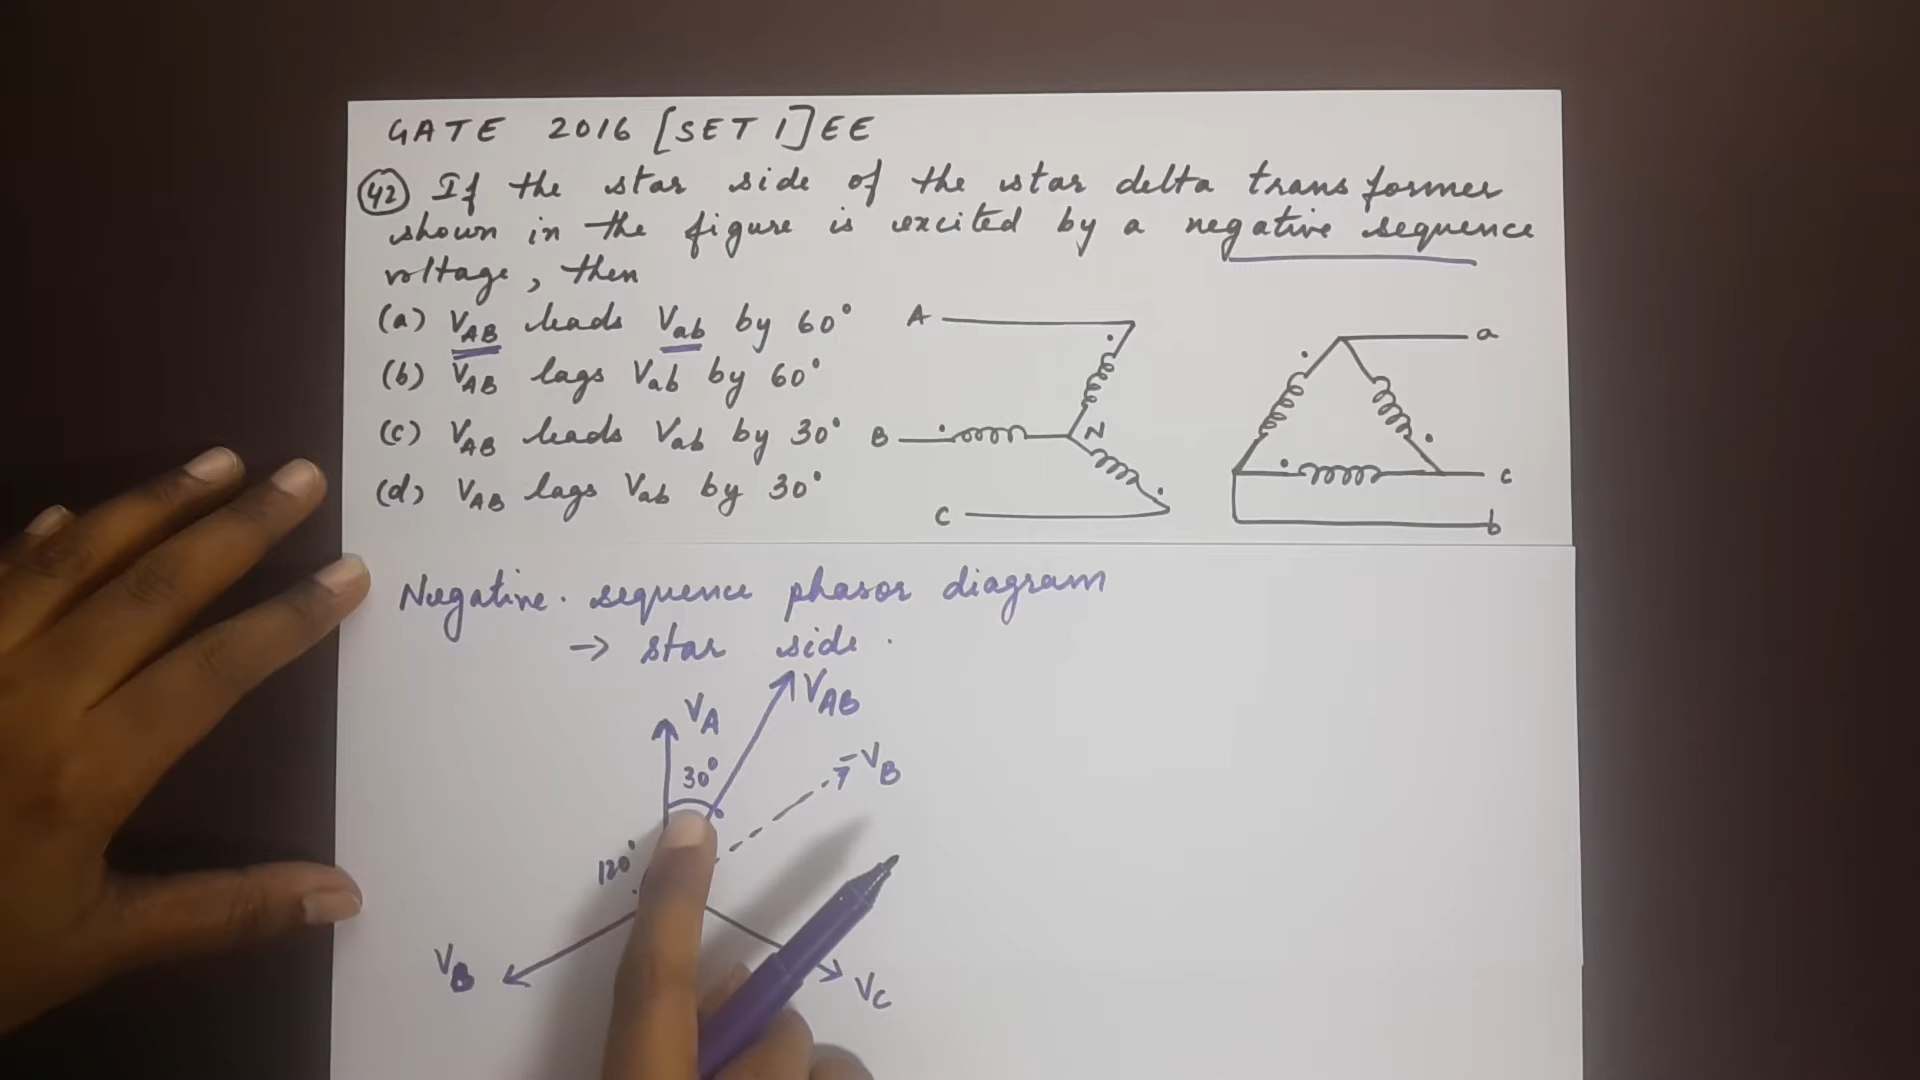 GATE 2016 [SET 1] EE
42 If the star side of the star delta transformer
shown in the figure is excited by a negative sequence
voltage, then
(a) VAB leads Vab by 60°
(b) VAB lags Vab by 60°
(c) VAB leads Vab by 30°
(d) VAB lags Vab by 30°
A
B
N
C
a
c
b
Negative. sequence phasor diagram
→ star side.
VA
VAB
30°
-VB
120°
VB
VC